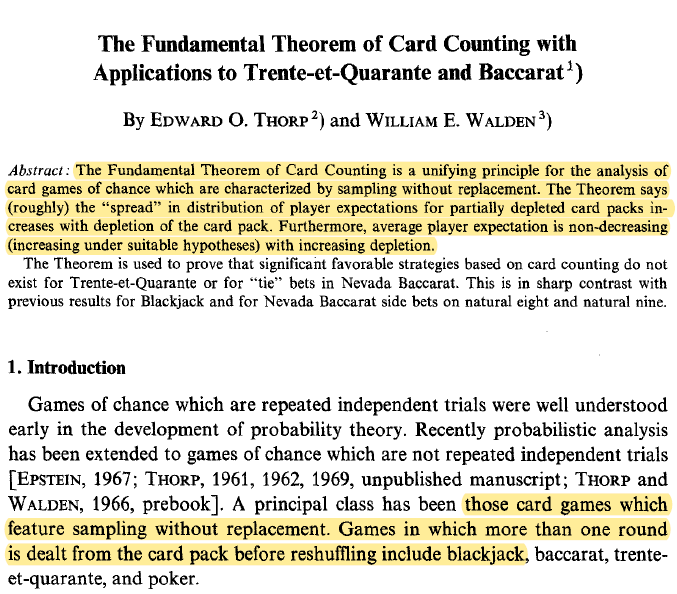 The Fundamental Theorem of Card Counting with
Applications to Trente-et-Quarante and Baccarat¹)
By EDWARD O. THORP²) and WILLIAM E. WALDEN³)
Abstract: The Fundamental Theorem of Card Counting is a unifying principle for the analysis of
card games of chance which are characterized by sampling without replacement. The Theorem says
(roughly) the “spread” in distribution of player expectations for partially depleted card packs in-
creases with depletion of the card pack. Furthermore, average player expectation is non-decreasing
(increasing under suitable hypotheses) with increasing depletion.
The Theorem is used to prove that significant favorable strategies based on card counting do not
exist for Trente-et-Quarante or for “tie” bets in Nevada Baccarat. This is in sharp contrast with
previous results for Blackjack and for Nevada Baccarat side bets on natural eight and natural nine.
1. Introduction
Games of chance which are repeated independent trials were well understood
early in the development of probability theory. Recently probabilistic analysis
has been extended to games of chance which are not repeated independent trials
[EPSTEIN, 1967; THORP, 1961, 1962, 1969, unpublished manuscript; THORP and
WALDEN, 1966, prebook]. A principal class has been those card games which
feature sampling without replacement. Games in which more than one round
is dealt from the card pack before reshuffling include blackjack, baccarat, trente-
et-quarante, and poker.